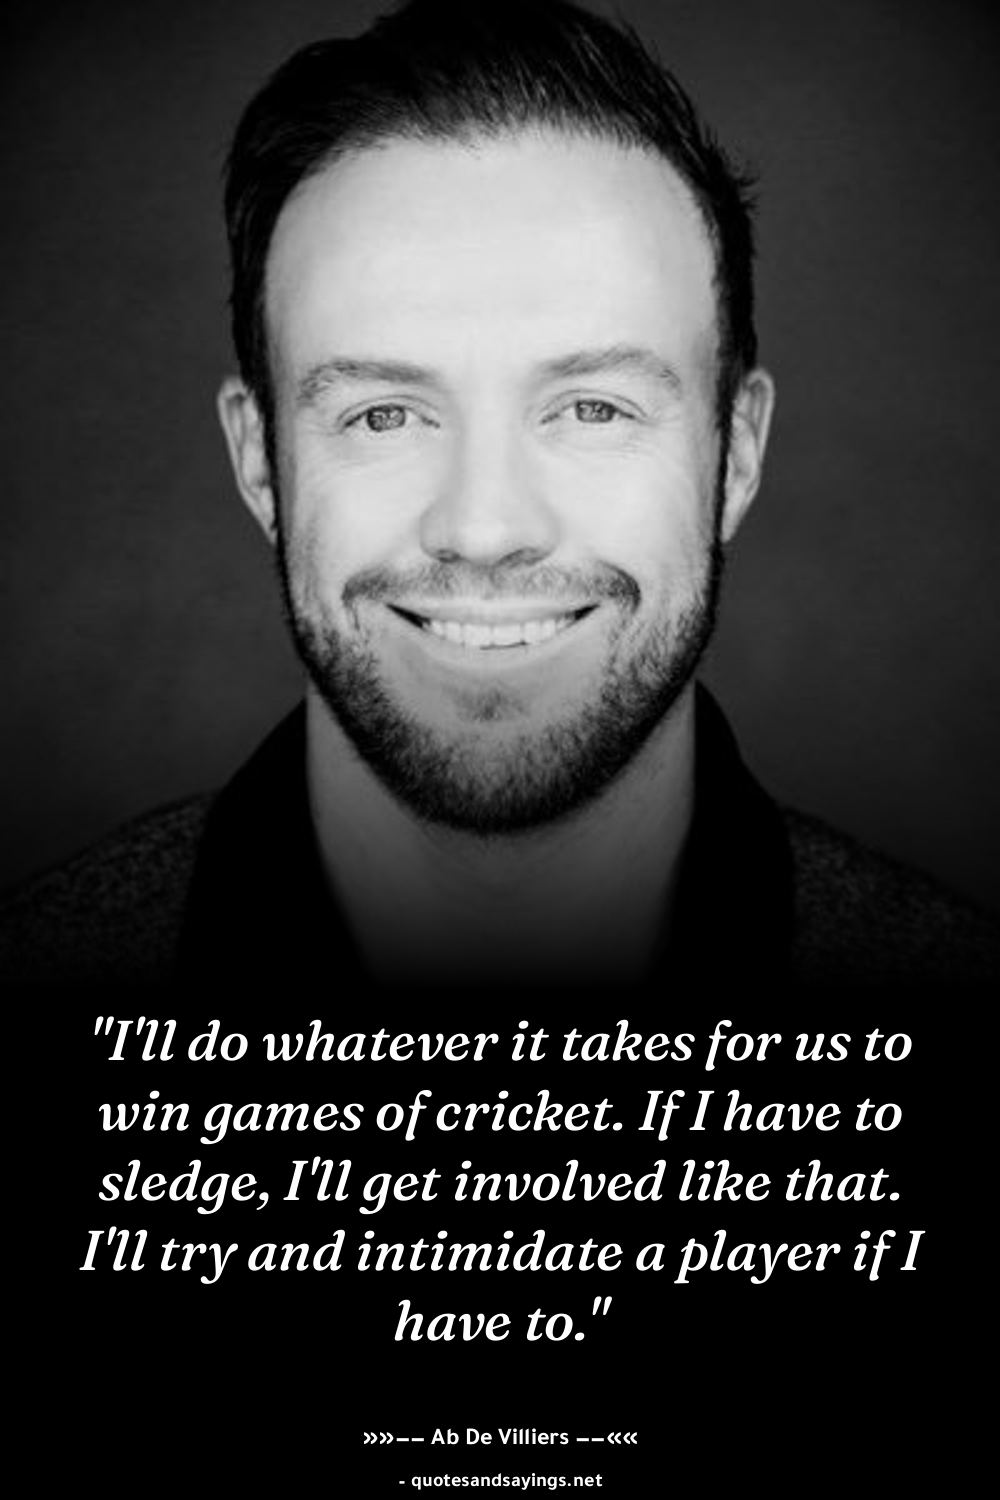 "I'll do whatever it takes for us to
win games of cricket. If I have to
sledge, I'll get involved like that.
I'll try and intimidate a player if I
have to."
»»−− Ab De Villiers −−««
- quotesandsayings.net